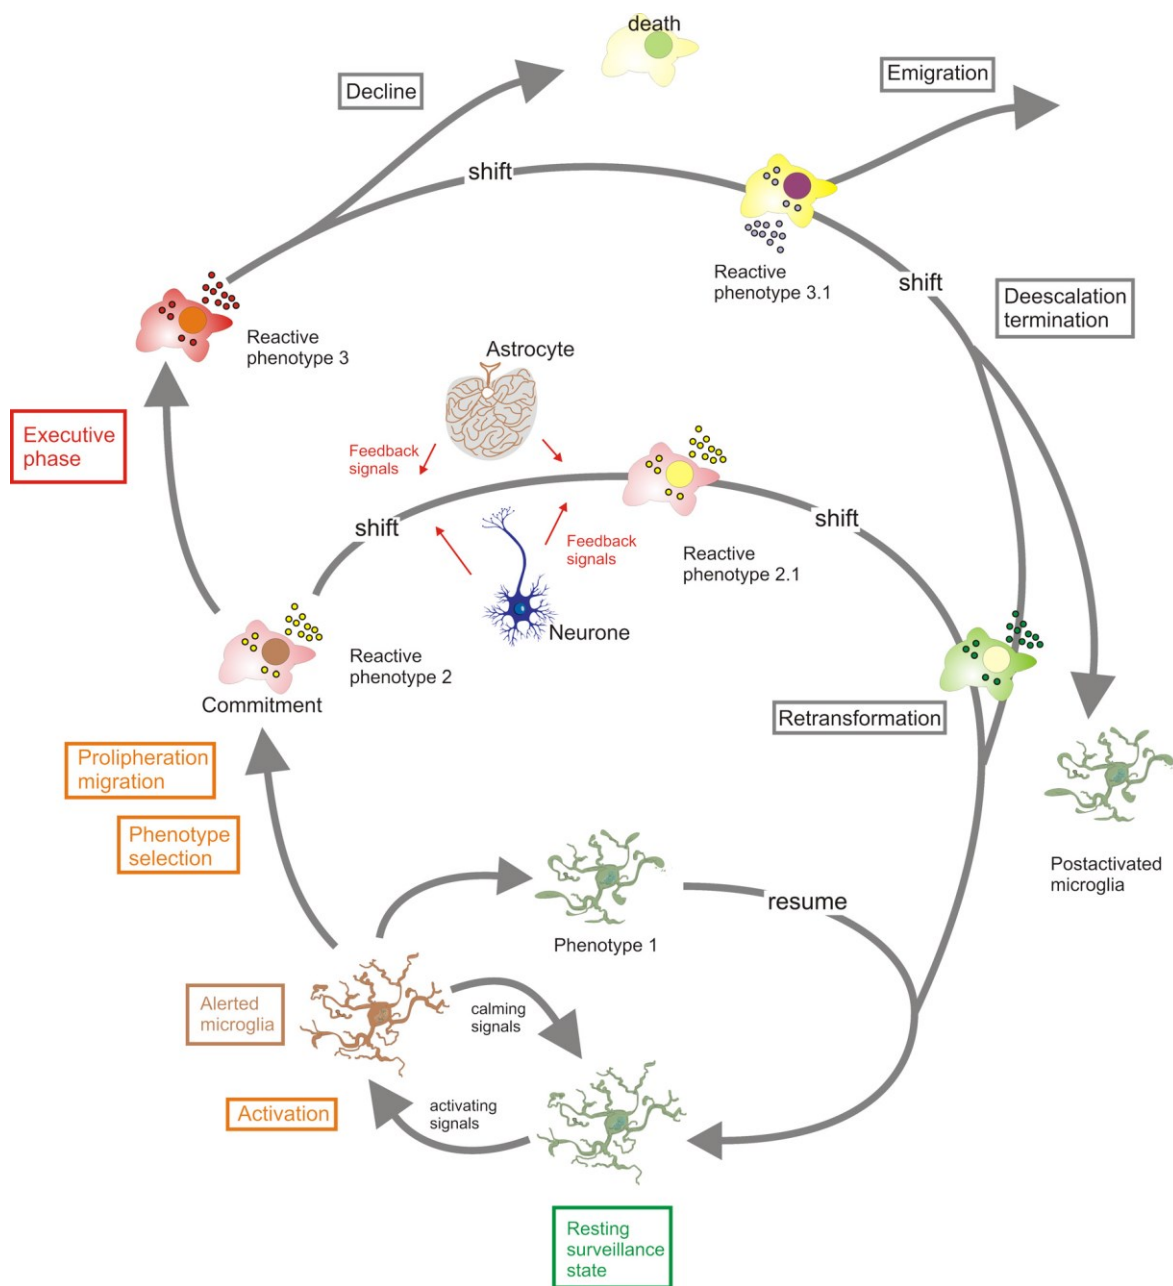 death
Decline
Emigration
shift
Reactive
phenotype 3.1
shift
Deescalation
termination
Reactive
phenotype 3
Astrocyte
Executive
phase
Feedback
signals
shift
Feedback
signals
shift
Reactive
phenotype 2.1
Neurone
Reactive
phenotype 2
Commitment
Retransformation
Prolipheration
migration
Phenotype
selection
Postactivated
microglia
resume
Phenotype 1
Alerted
microglia
calming
signals
Activation
activating
signals
Resting
surveillance
state